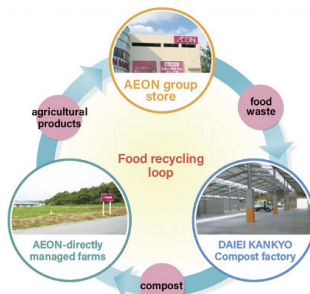 AEON
AEON group
store
agricultural
products
food
waste
Food recycling
loop
AEON-directly
managed farms
DAIEI KANKYO
Compost factory
compost